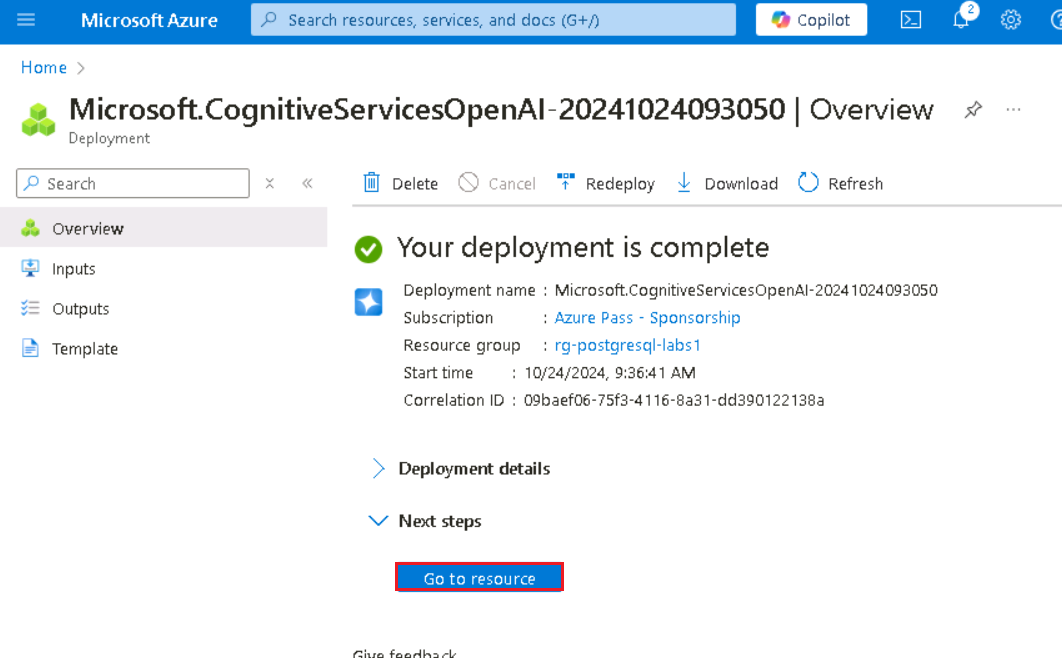 Microsoft Azure
Search resources, services, and docs (G+/)
Copilot
2
Home
Microsoft.CognitiveServicesOpenAI-20241024093050 | Overview
Deployment
Search
Delete
Cancel
Redeploy
Download
Refresh
Overview
Inputs
Outputs
Template
Your deployment is complete
Deployment name : Microsoft.CognitiveServicesOpenAI-20241024093050
Subscription : Azure Pass - Sponsorship
Resource group : rg-postgresql-labs1
Start time : 10/24/2024, 9:36:41 AM
Correlation ID : 09baef06-75f3-4116-8a31-dd390122138a
Deployment details
Next steps
Go to resource
Give feedback